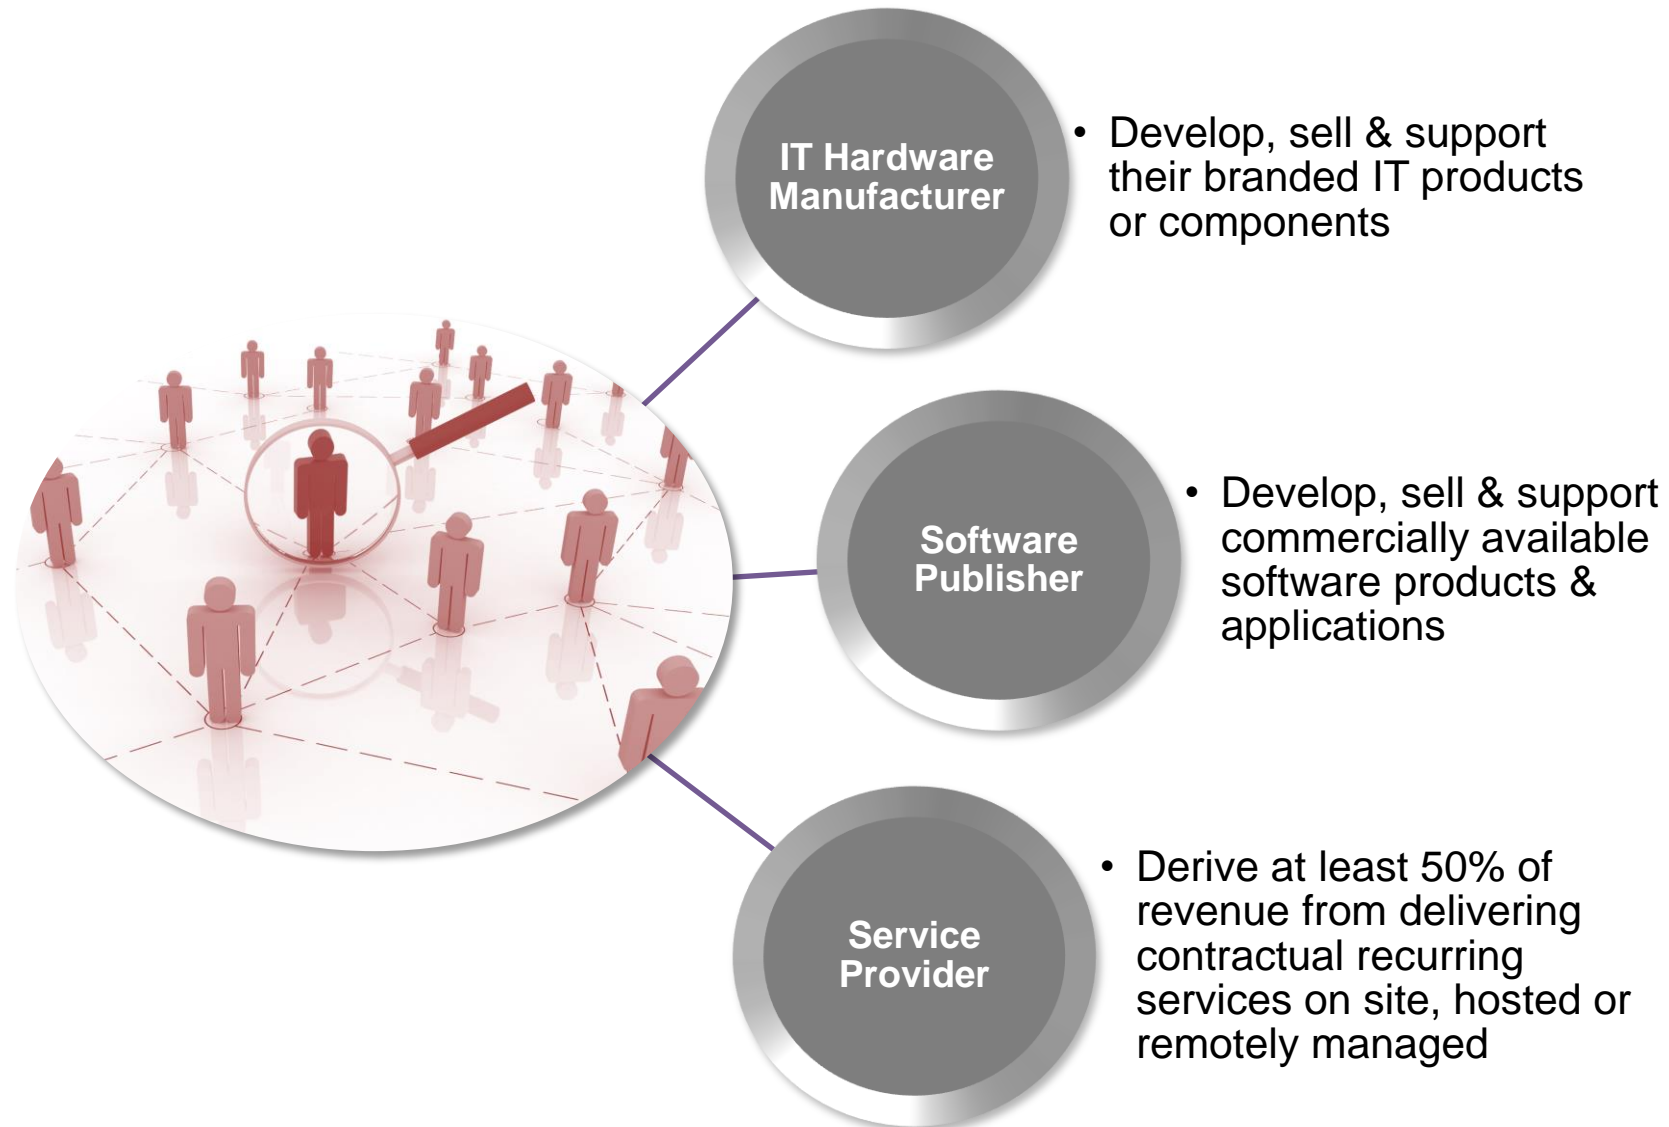 IT Hardware
Manufacturer
• Develop, sell & support
their branded IT products
or components
Software
Publisher
• Develop, sell & support
commercially available
software products &
applications
Service
Provider
• Derive at least 50% of
revenue from delivering
contractual recurring
services on site, hosted or
remotely managed